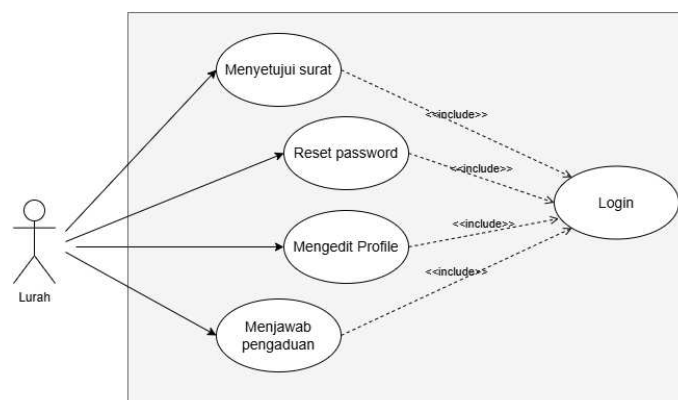 Menyetujui surat
<<include>>
Reset password
<<include>>
Login
Mengedit Profile
<<include>>
<<include>>
Lurah
Menjawab
pengaduan